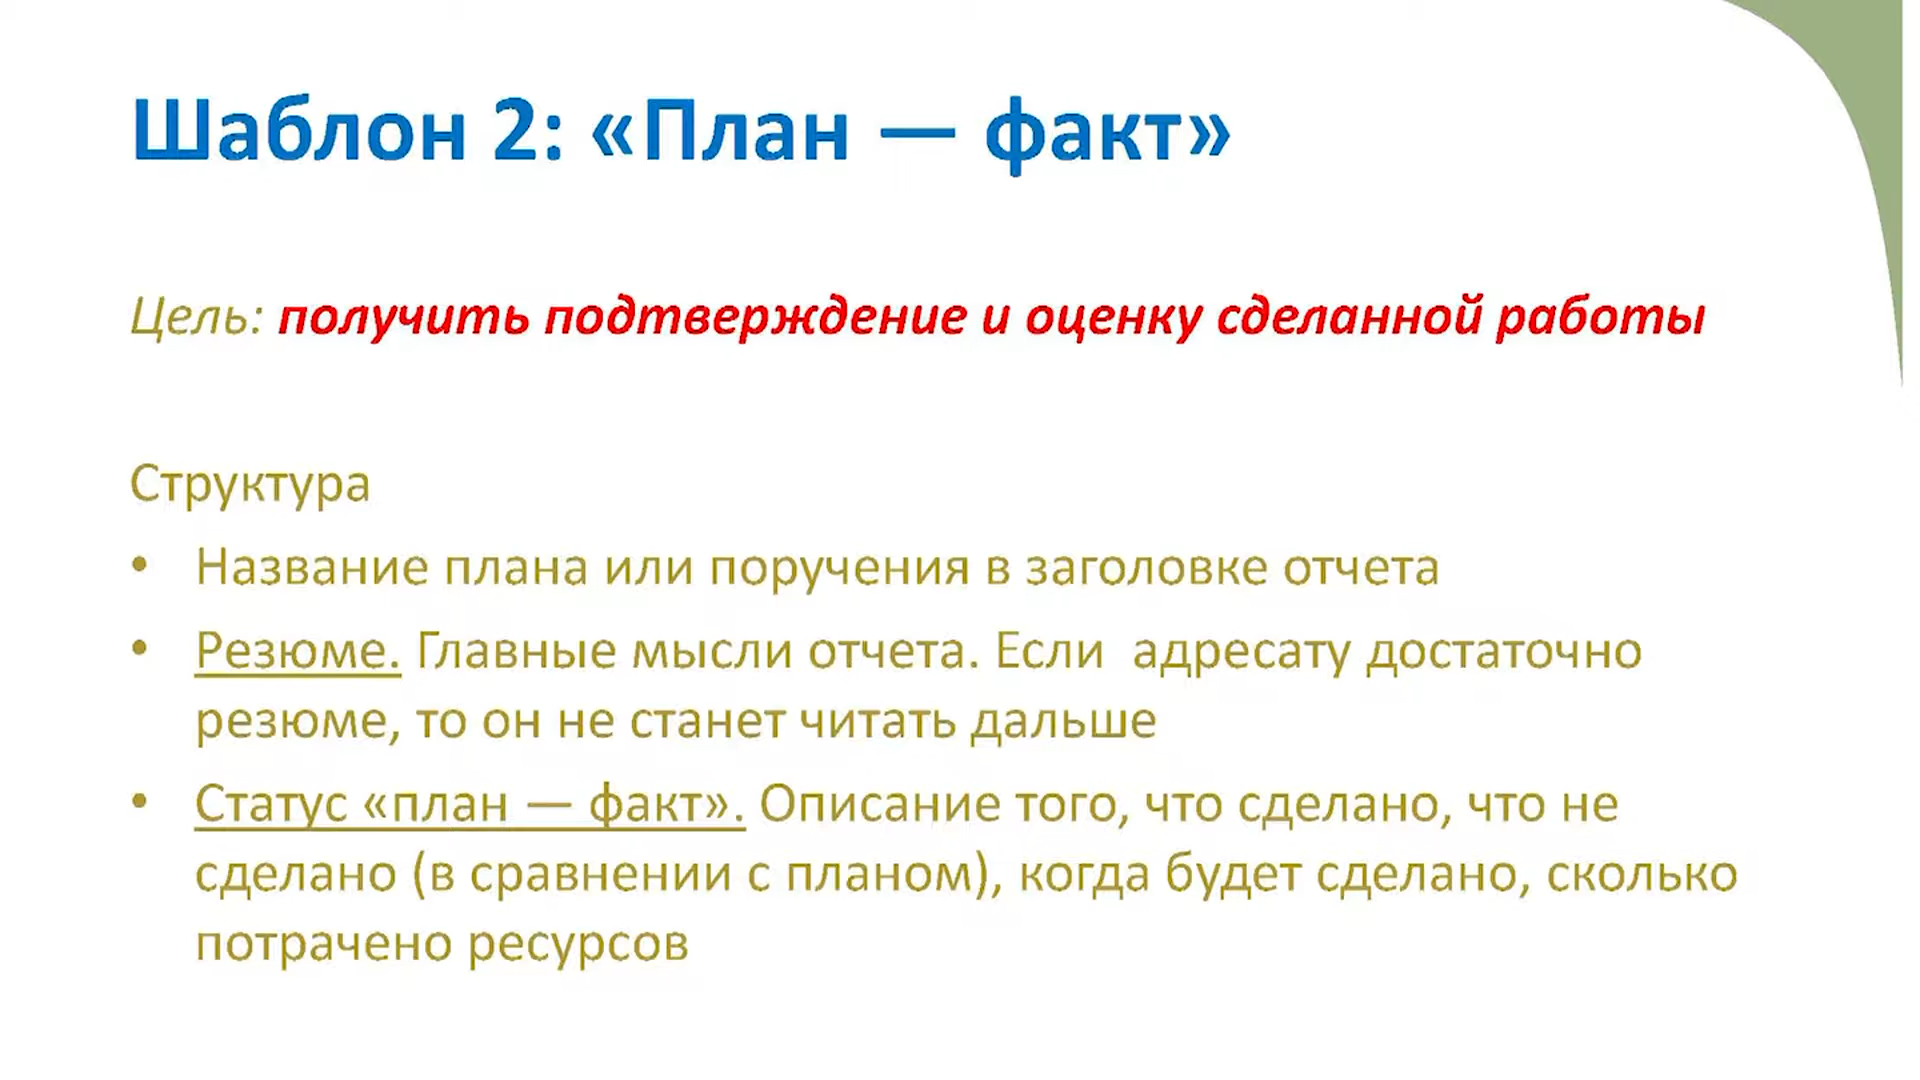 Шаблон 2: «План — факт»
Цель: получить подтверждение и оценку сделанной работы
Структура
• Название плана или поручения в заголовке отчета
• Резюме. Главные мысли отчета. Если  адресату достаточно
резюме, то он не станет читать дальше
• Статус «план — факт». Описание того, что сделано, что не
сделано (в сравнении с планом), когда будет сделано, сколько
потрачено ресурсов